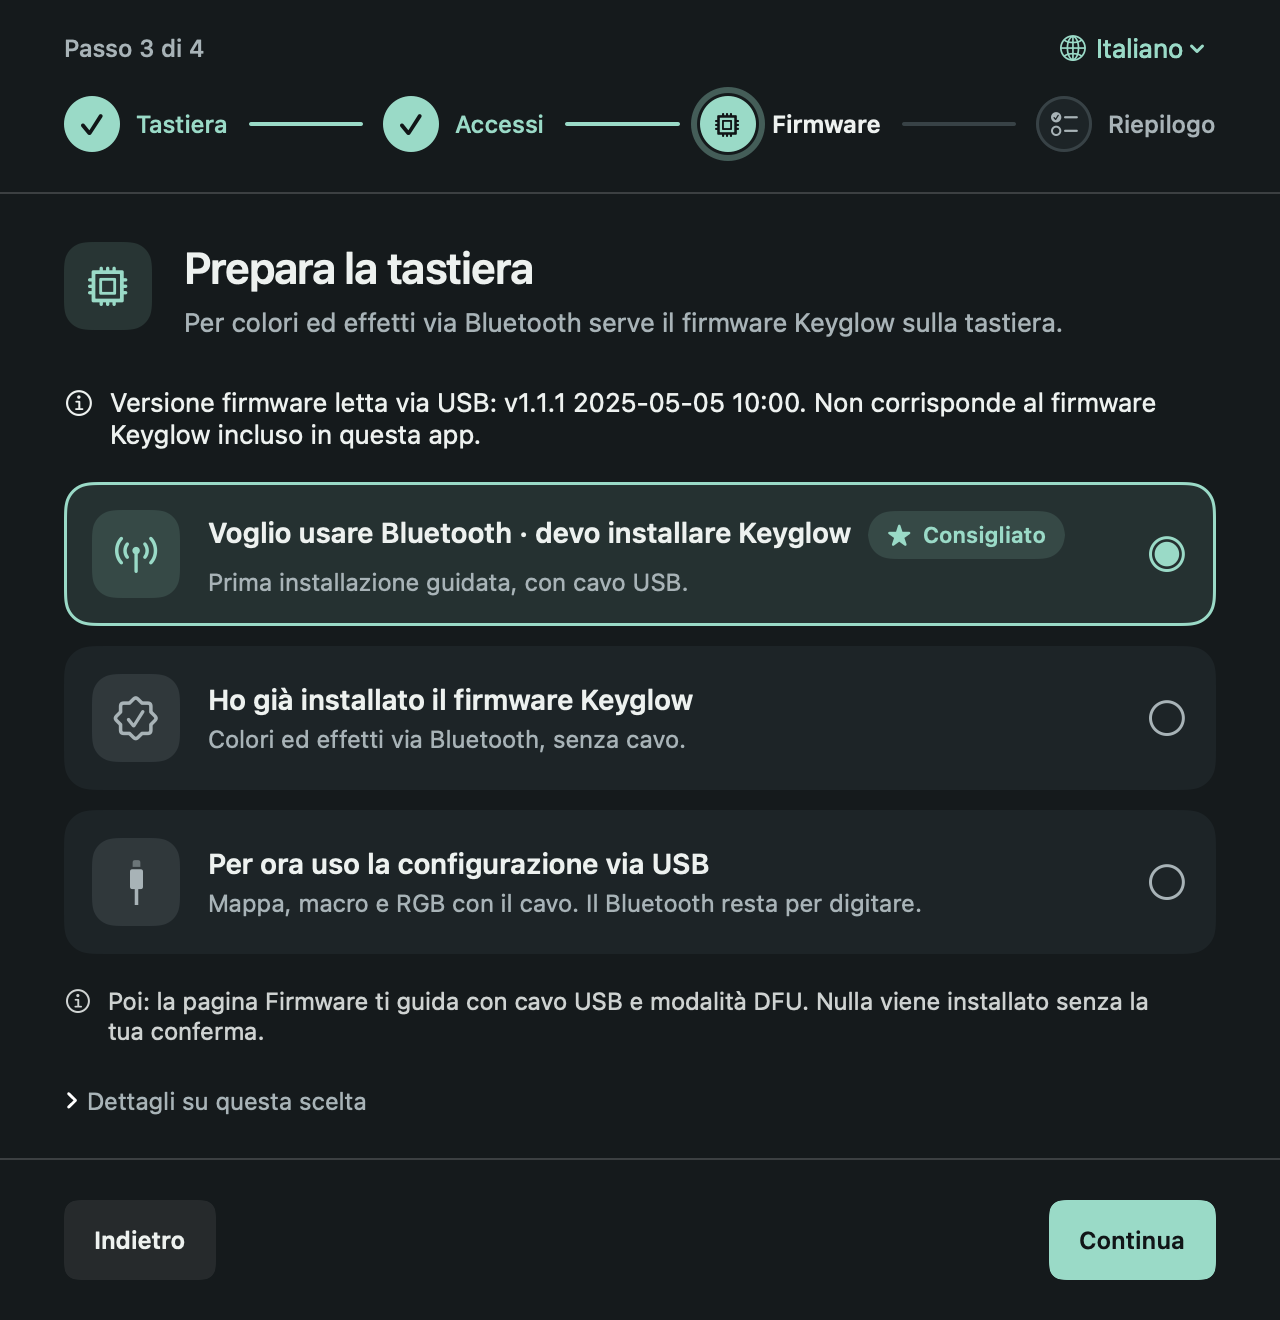 Passo 3 di 4
Italiano
Tastiera
Accessi
Firmware
Riepilogo
Prepara la tastiera
Per colori ed effetti via Bluetooth serve il firmware Keyglow sulla tastiera.
Versione firmware letta via USB: v1.1.1 2025-05-05 10:00. Non corrisponde al firmware
Keyglow incluso in questa app.
Voglio usare Bluetooth · devo installare Keyglow
Consigliato
Prima installazione guidata, con cavo USB.
Ho già installato il firmware Keyglow
Colori ed effetti via Bluetooth, senza cavo.
Per ora uso la configurazione via USB
Mappa, macro e RGB con il cavo. Il Bluetooth resta per digitare.
Poi: la pagina Firmware ti guida con cavo USB e modalità DFU. Nulla viene installato senza la
tua conferma.
Dettagli su questa scelta
Indietro
Continua